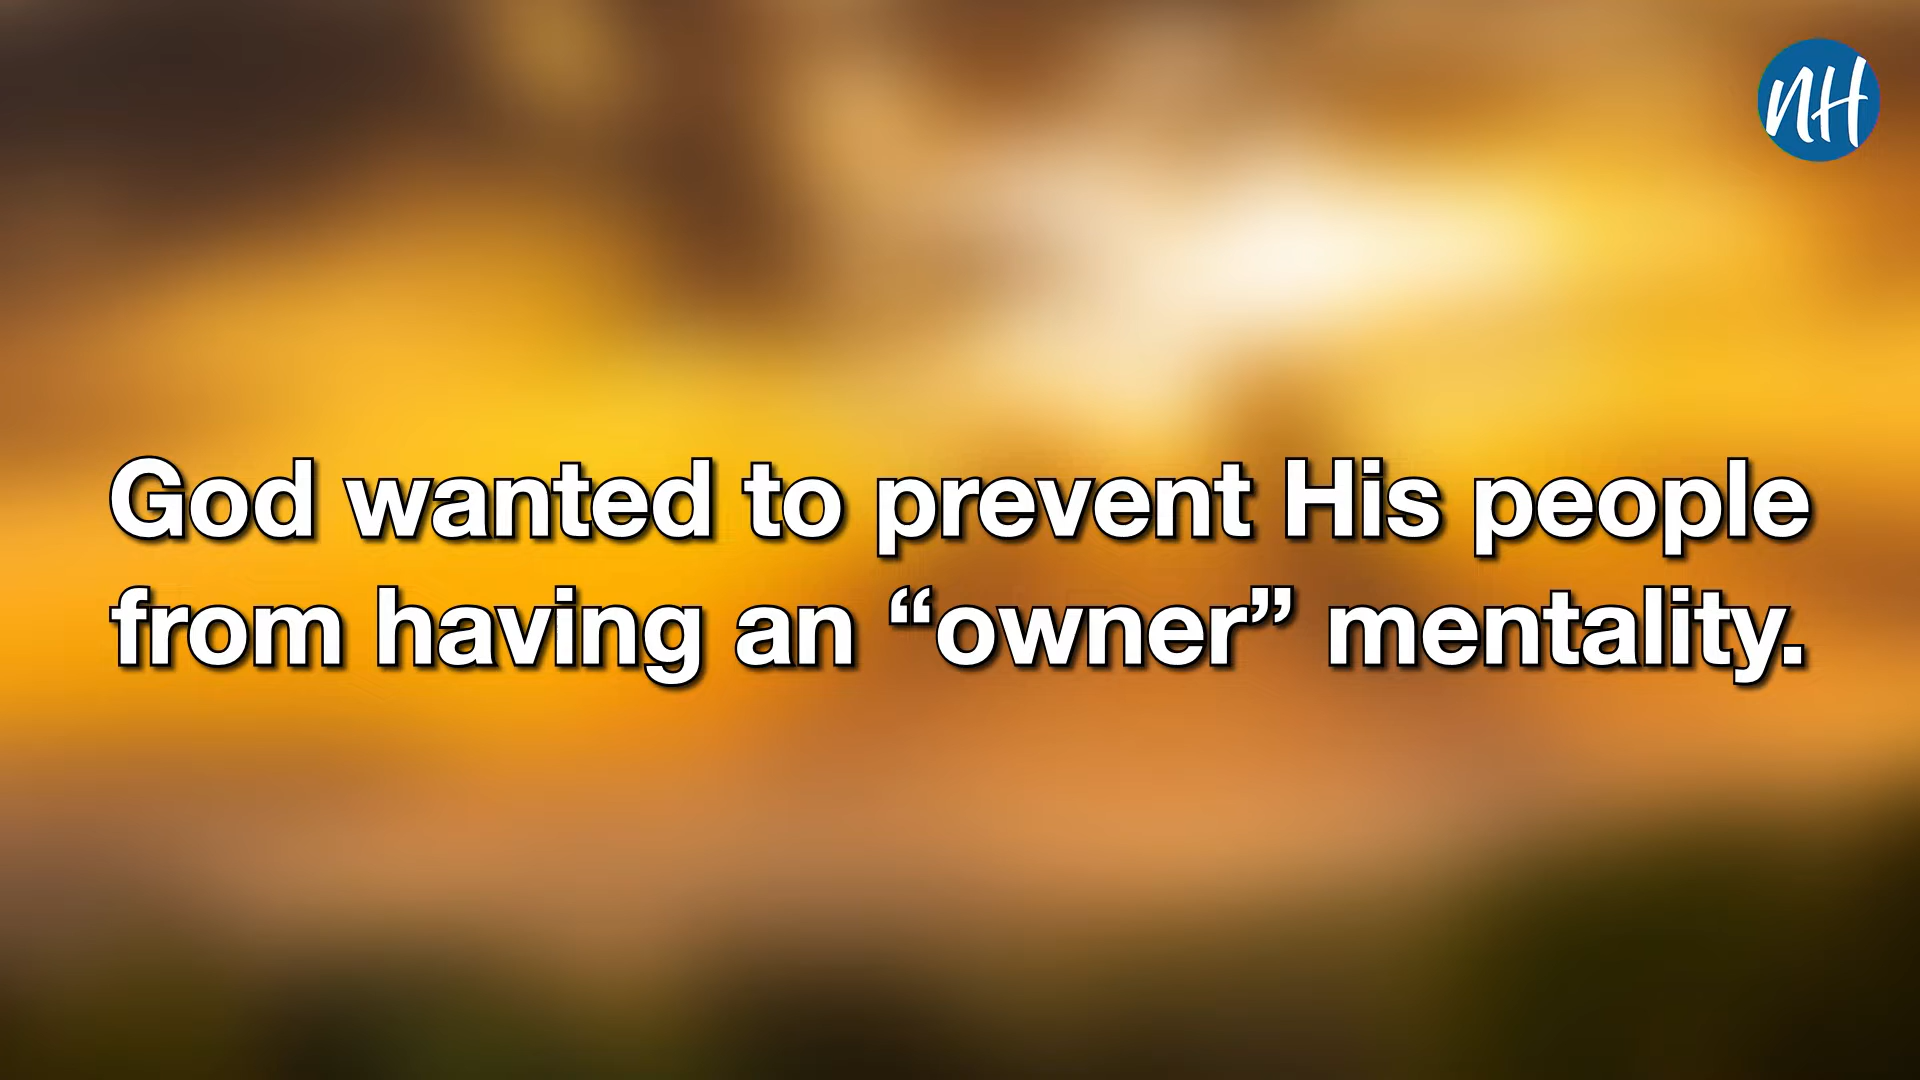 NH
God wanted to prevent His people
from having an “owner” mentality.